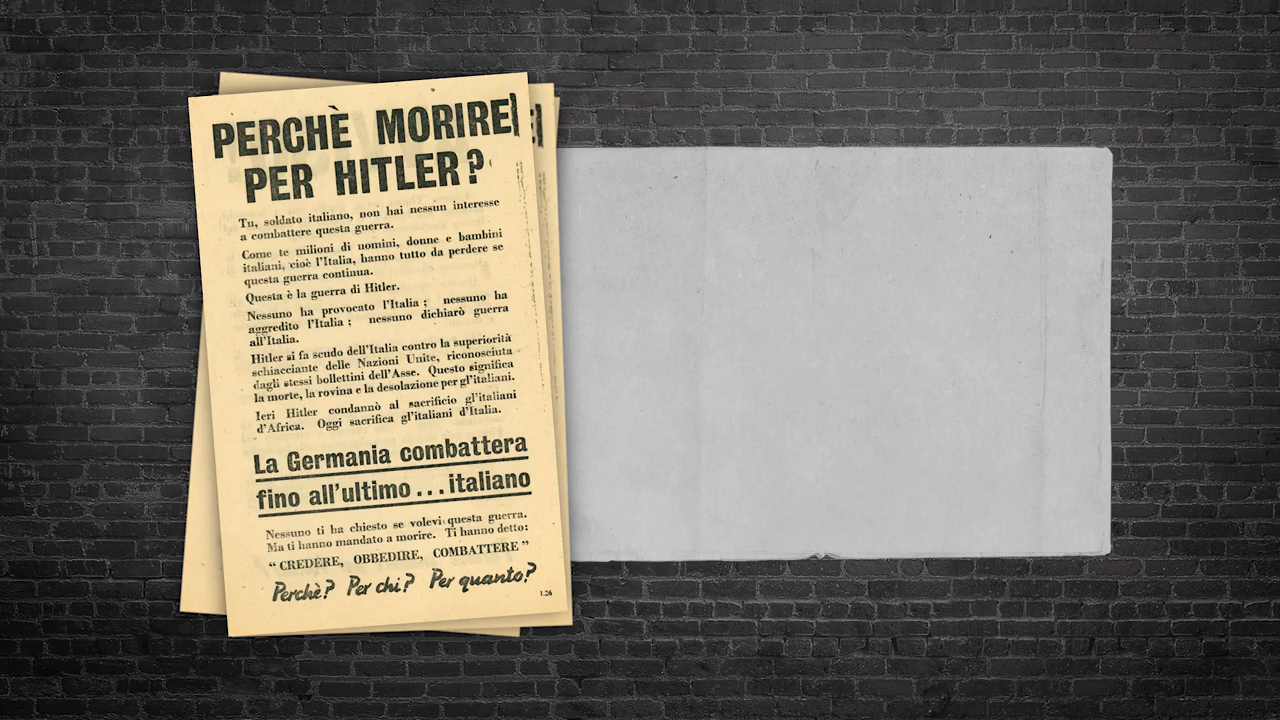 PERCHÈ MORIRE
PER HITLER?
Tu, soldato italiano, non hai nessun interesse
a combattere questa guerra.
Come te milioni di uomini, donne e bambini
italiani, cioè l'Italia, hanno tutto da perdere se
questa guerra continua.
Questa è la guerra di Hitler.
Nessuno ha provocato l'Italia ; nessuno ha
aggredito l'Italia ; nessuno dichiarò guerra
all'Italia.
Hitler si fa scudo dell'Italia contro la superiorità
schiacciante delle Nazioni Unite, riconosciuta
dagli stessi bollettini dell'Asse. Questo significa
la morte, la rovina e la desolazione per gl'italiani.
Ieri Hitler condannò al sacrificio gl'italiani
d'Africa. Oggi sacrifica gl'italiani d'Italia.
La Germania combattera
fino all'ultimo ... italiano
Nessuno ti ha chiesto se volevi questa guerra.
Ma ti hanno mandato a morire. Ti hanno detto:
“ CREDERE, OBBEDIRE, COMBATTERE ”
Perchè? Per chi? Per quanto?
I.26